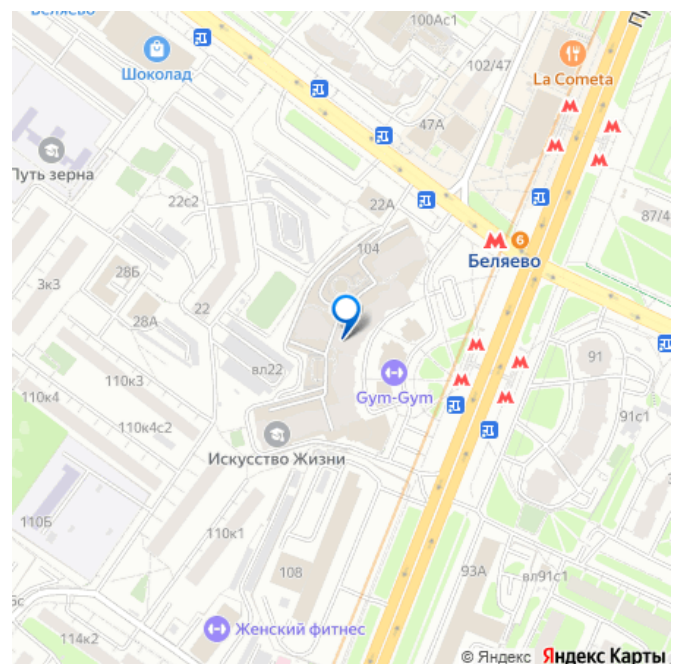 100Ас1
Беляево
Шоколад
102/47
La Cometa
47А
Путь зерна
22с2
22А
87/4
104
6
Беляево
3к3
28Б
28А
22
вл22
91
110к3
Gym-Gym
110к4
110к4с2
91с1
Искусство Жизни
110Б
110к1
108
93А
вл91с1
Женский фитнес
114к2
© Яндекс Яндекс Карты